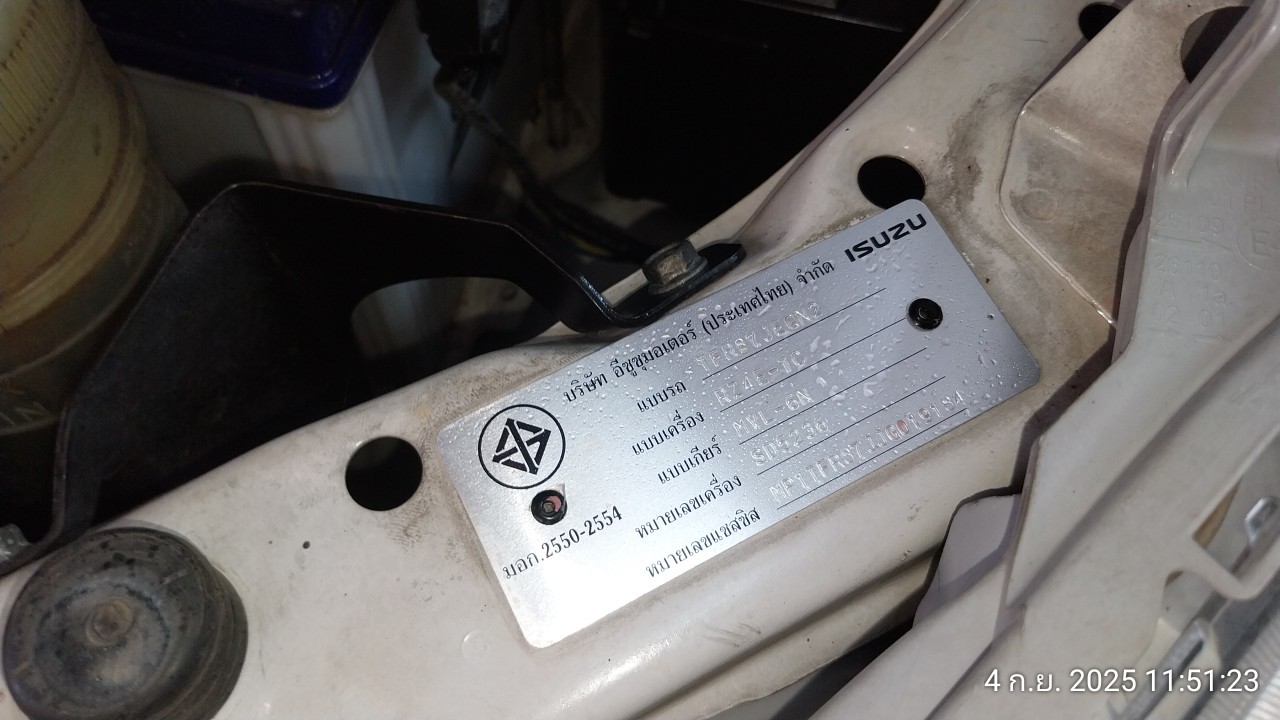 ISUZU
บริษัท อีซูซุมอเตอร์ (ประเทศไทย) จำกัด
แบบรถ
แบบเครื่อง RZ4E-TC
แบบเกียร์ MVL-6N
หมายเลขเครื่อง
หมายเลขแชสซิส
มอก.2550-2554
4 ก.ย. 2025 11:51:23